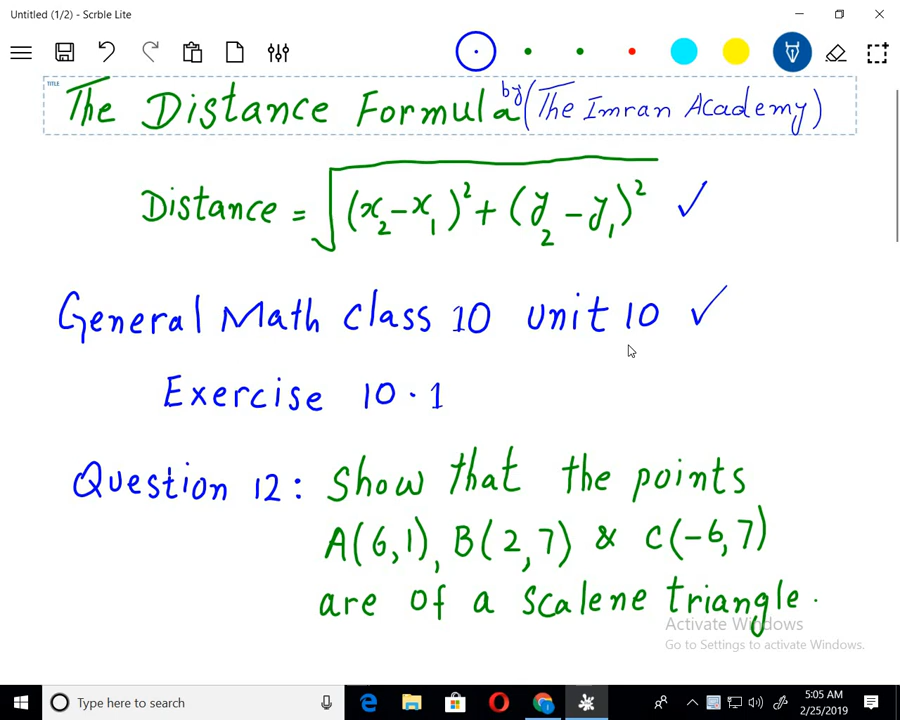 Untitled (1/2) - Scrble Lite
TITLE
The Distance Formula by (The Imran Academy)
Distance = √(x₂-x₁)²+(y₂-y₁)² ✓
General Math class 10 unit 10 ✓
Exercise 10.1
Question 12: Show that the points
A(6,1), B(2,7) & C(-6,7)
are of a scalene triangle.
Activate Windows
Go to Settings to activate Windows.
Type here to search
5:05 AM
2/25/2019